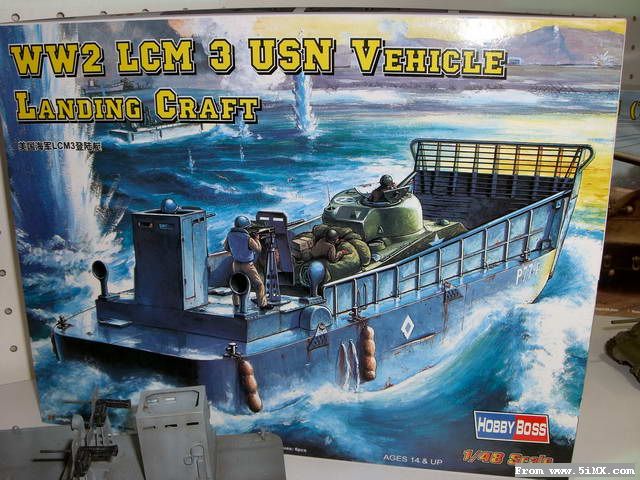 WW2 LCM 3 USN VEHICLE
LANDING CRAFT
美国海军LCM3登陆艇
HOBBY BOSS
1/48 Scale
AGES 14 & UP
From www.5iMX.com